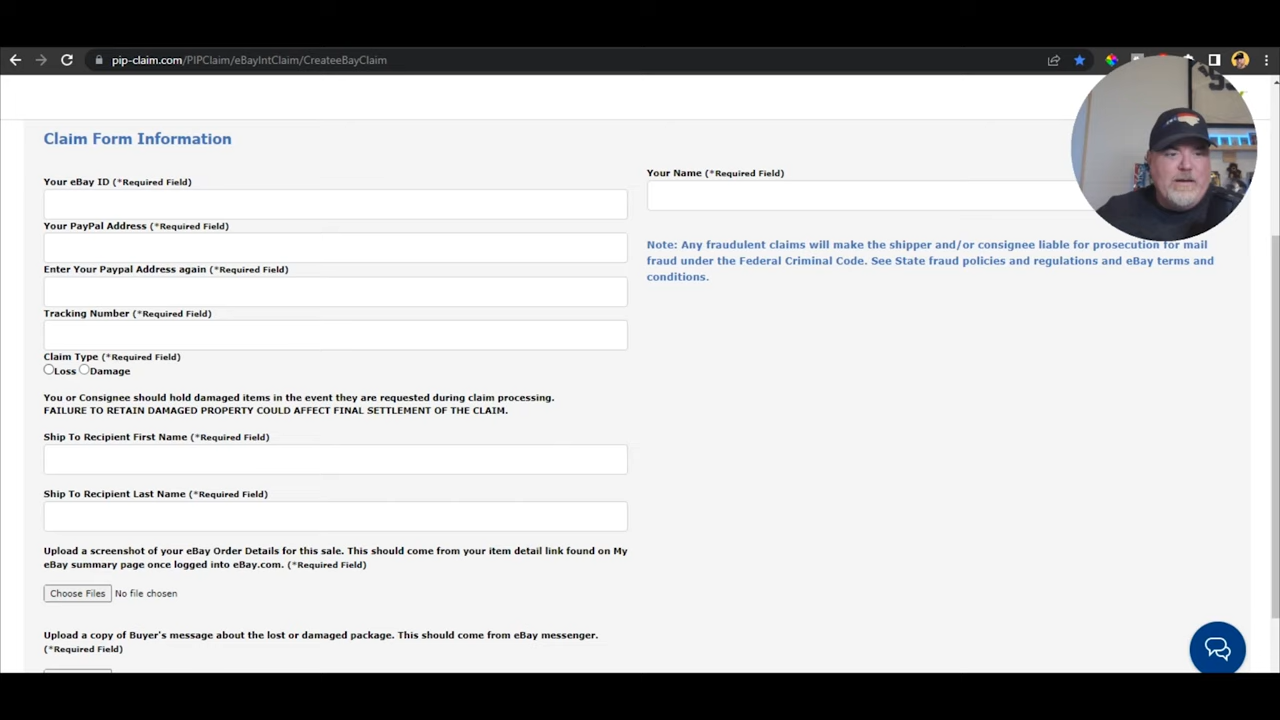 pip-claim.com/PIPClaim/eBayIntClaim/CreateeBayClaim
Claim Form Information
Your eBay ID (*Required Field)
Your PayPal Address (*Required Field)
Enter Your Paypal Address again (*Required Field)
Tracking Number (*Required Field)
Claim Type (*Required Field)
Loss Damage
You or Consignee should hold damaged items in the event they are requested during claim processing.
FAILURE TO RETAIN DAMAGED PROPERTY COULD AFFECT FINAL SETTLEMENT OF THE CLAIM.
Ship To Recipient First Name (*Required Field)
Ship To Recipient Last Name (*Required Field)
Upload a screenshot of your eBay Order Details for this sale. This should come from your item detail link found on My
eBay summary page once logged into eBay.com. (*Required Field)
Choose Files No file chosen
Upload a copy of Buyer's message about the lost or damaged package. This should come from eBay messenger.
(*Required Field)
Your Name (*Required Field)
Note: Any fraudulent claims will make the shipper and/or consignee liable for prosecution for mail
fraud under the Federal Criminal Code. See State fraud policies and regulations and eBay terms and
conditions.